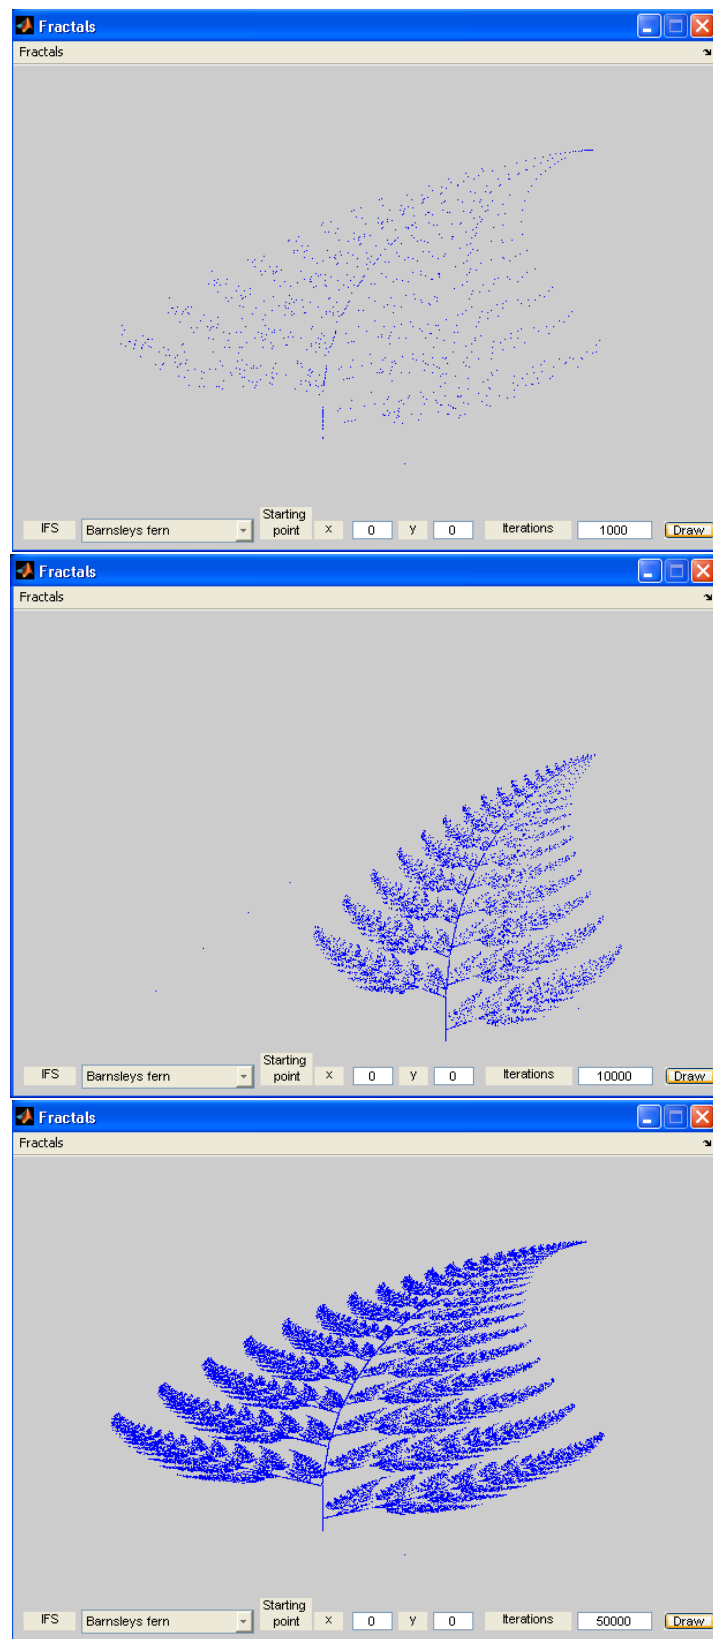 Fractals
Fractals
Starting
IFS Barnsleys fern point x 0 y 0 Iterations 1000 Draw
Fractals
Fractals
Starting
IFS Barnsleys fern point x 0 y 0 Iterations 10000 Draw
Fractals
Fractals
Starting
IFS Barnsleys fern point x 0 y 0 Iterations 50000 Draw